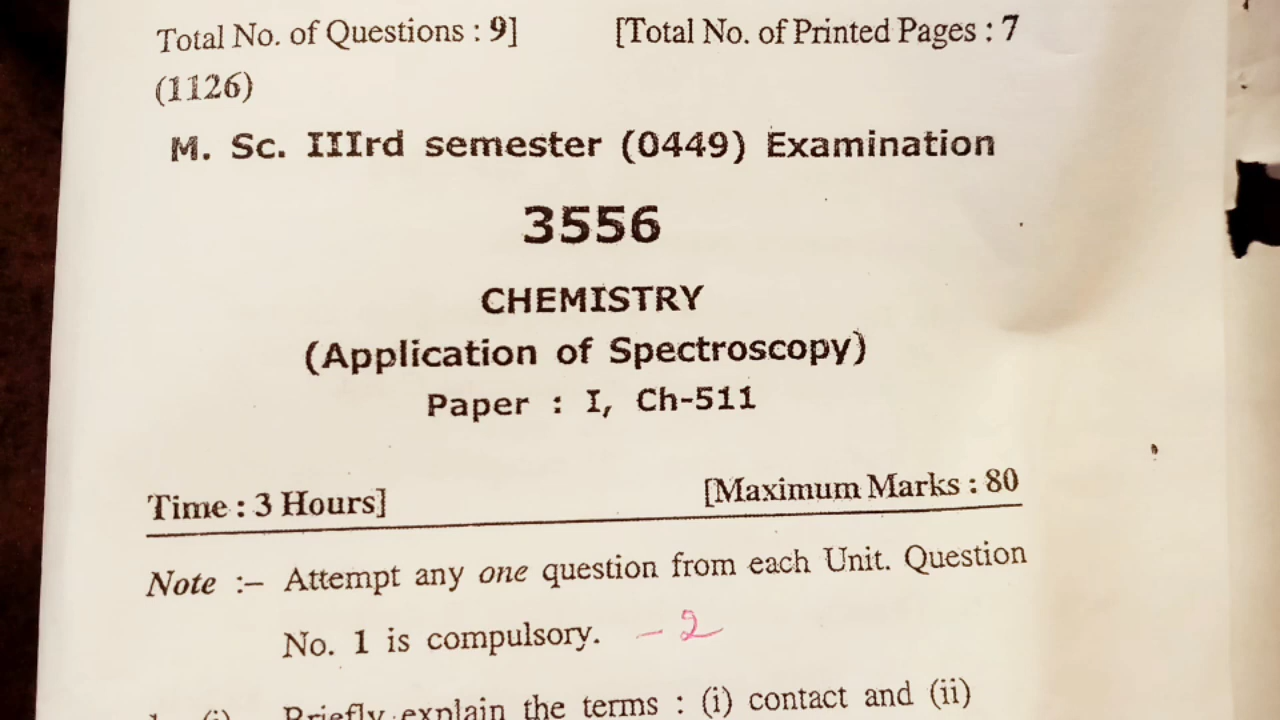 Total No. of Questions : 9] [Total No. of Printed Pages : 7
(1126)
M. Sc. IIIrd semester (0449) Examination
3556
CHEMISTRY
(Application of Spectroscopy)
Paper : I, Ch-511
Time : 3 Hours] [Maximum Marks : 80
Note :– Attempt any one question from each Unit. Question
No. 1 is compulsory. – 2
1. (i) Briefly explain the terms : (i) contact and (ii)